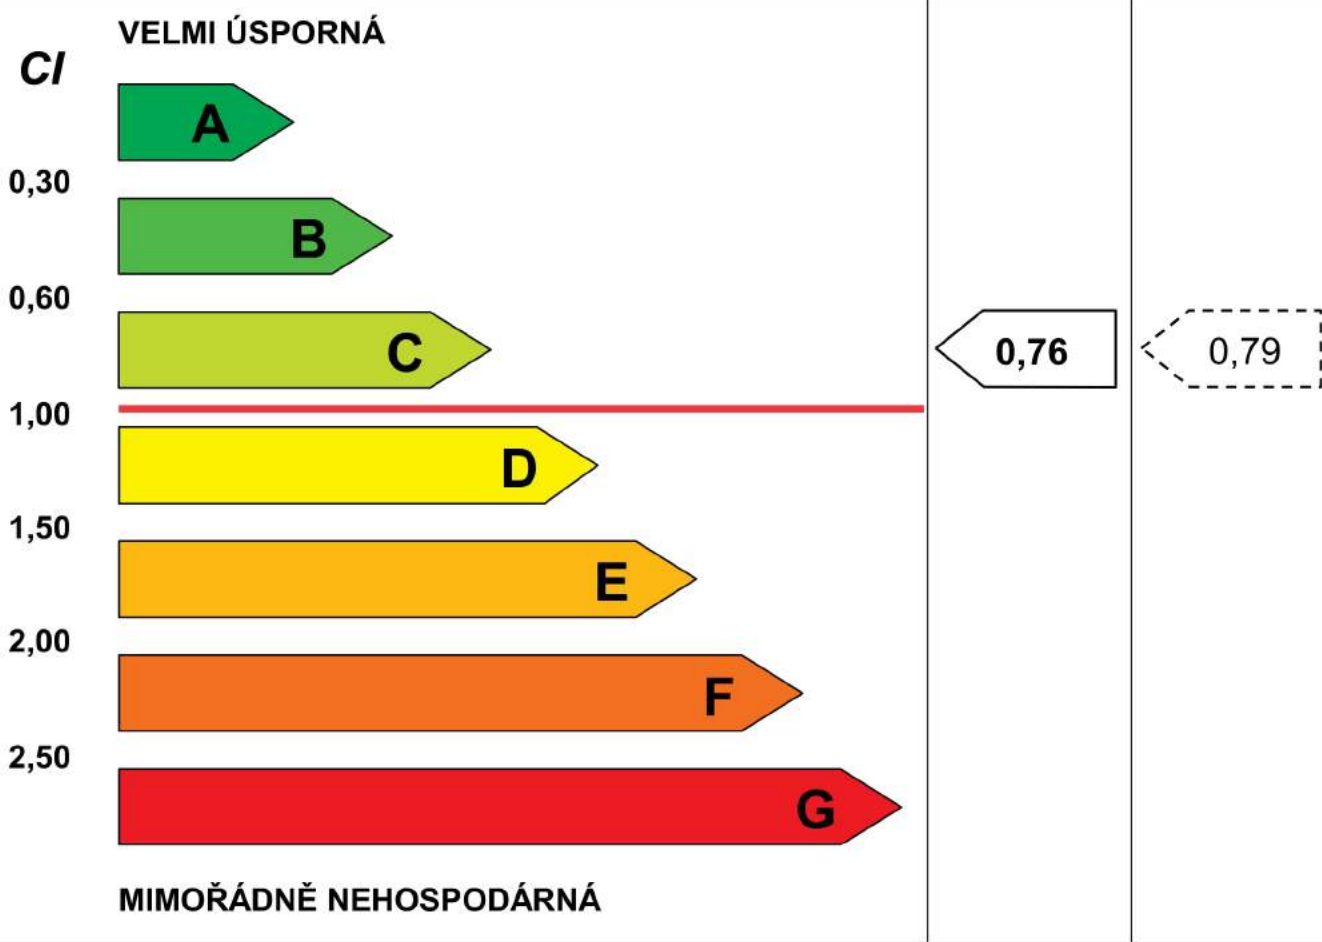 VELMI ÚSPORNÁ
CI
A
0,30
B
0,60
C
0,76
0,79
1,00
D
1,50
E
2,00
F
2,50
G
MIMOŘÁDNĚ NEHOSPODÁRNÁ